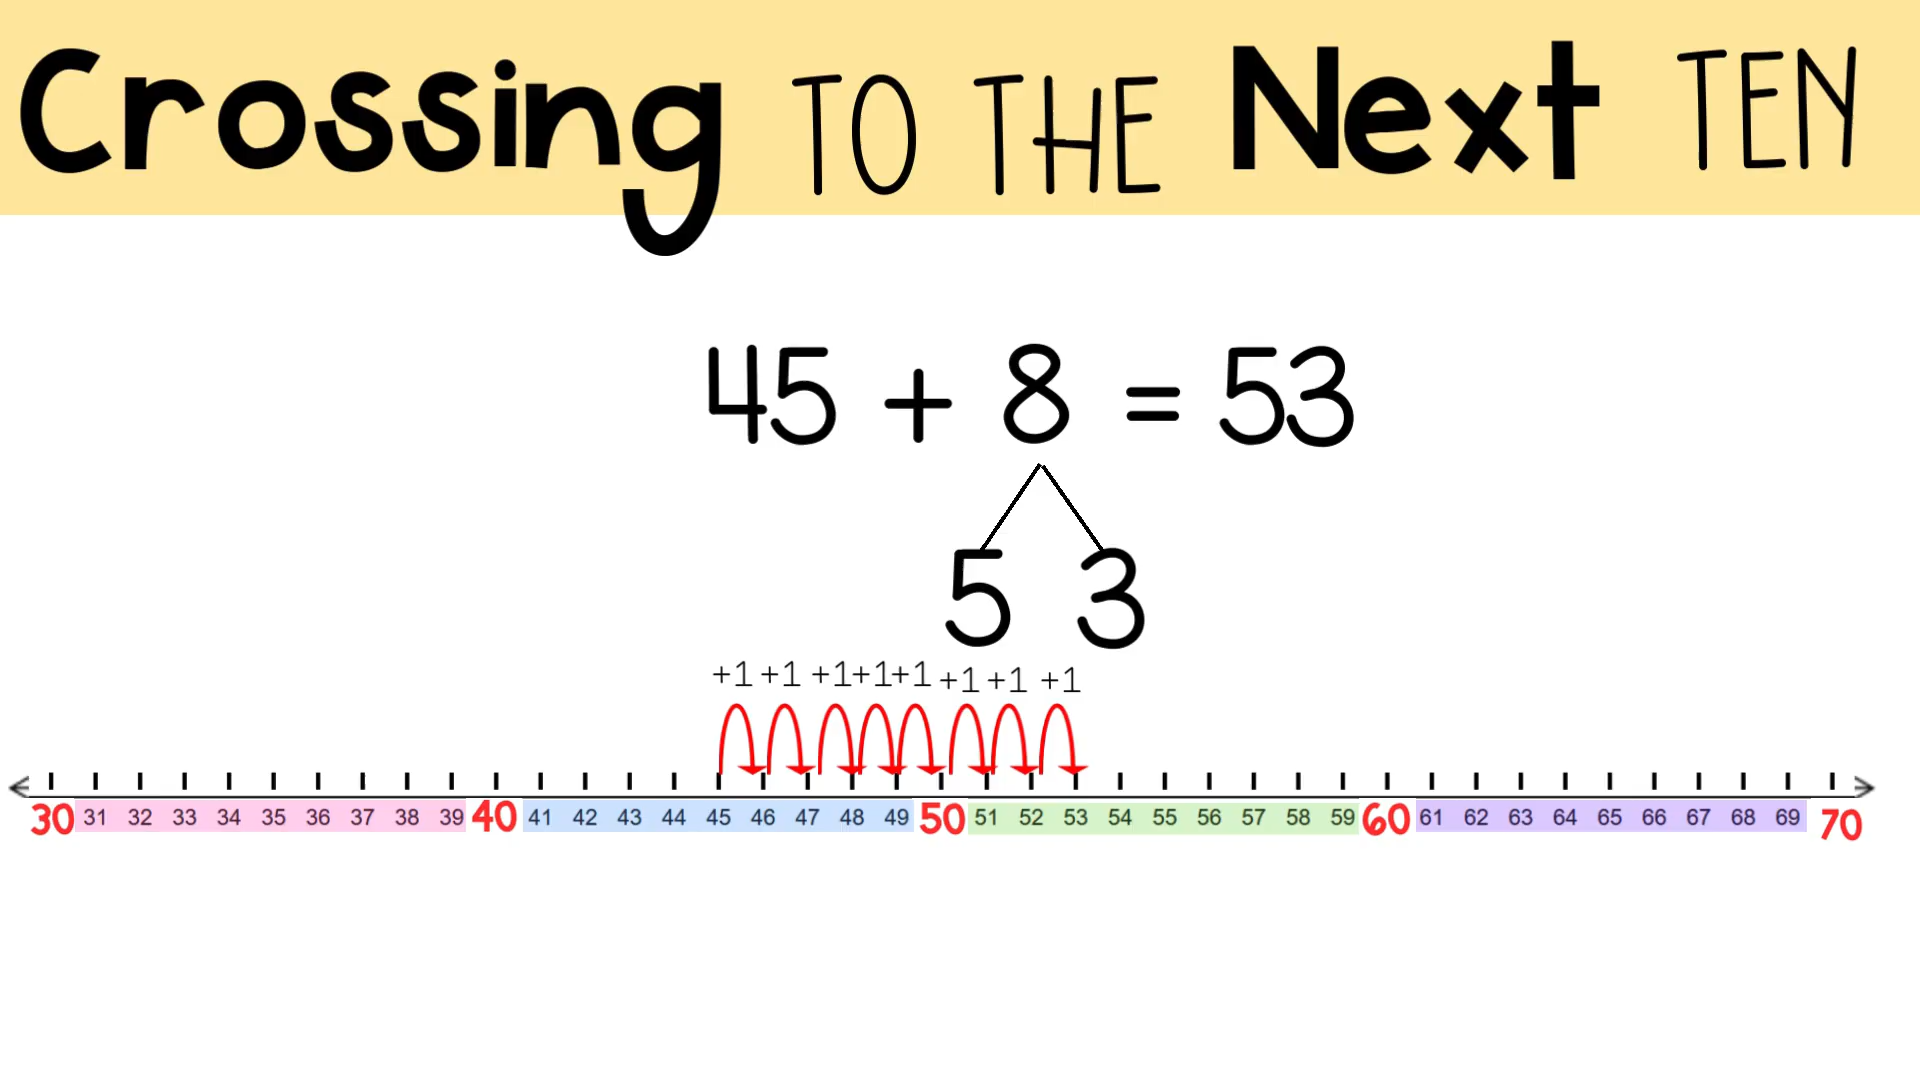 Crossing TO THE Next TEN
45 + 8 = 53
5 3
+1 +1 +1 +1 +1 +1 +1 +1
30 31 32 33 34 35 36 37 38 39 40 41 42 43 44 45 46 47 48 49 50 51 52 53 54 55 56 57 58 59 60 61 62 63 64 65 66 67 68 69 70